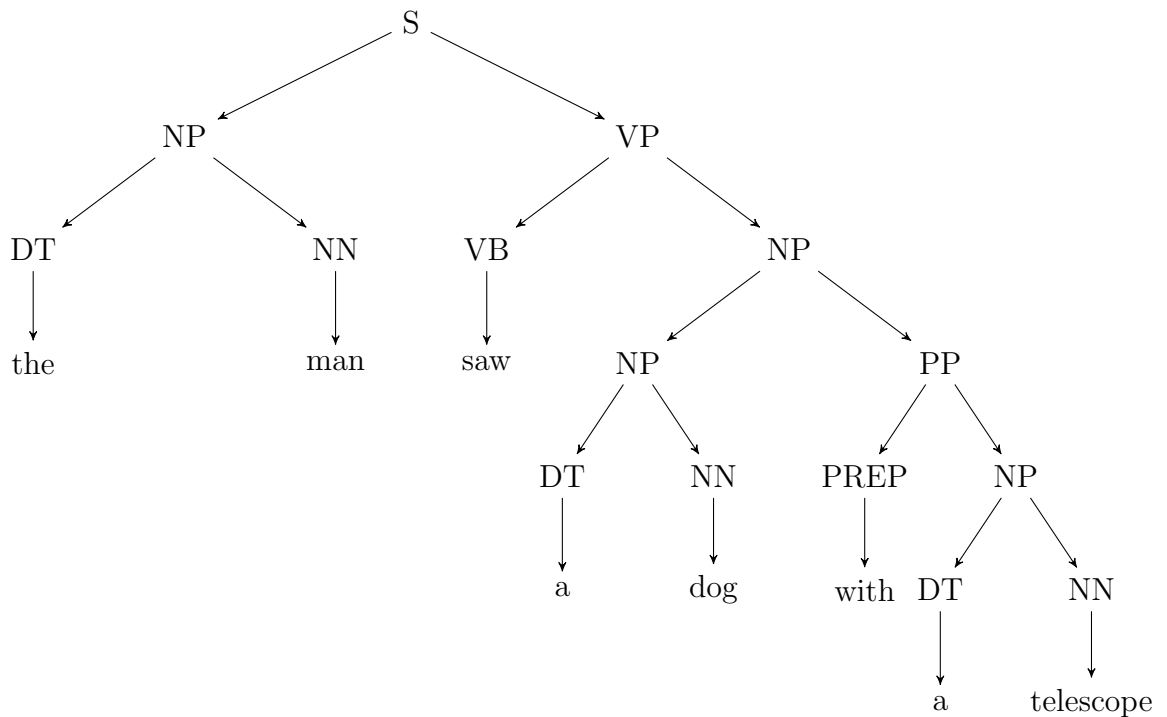 S
NP VP
DT NN VB NP
the man saw NP PP
DT NN PREP NP
a dog with DT NN
a telescope